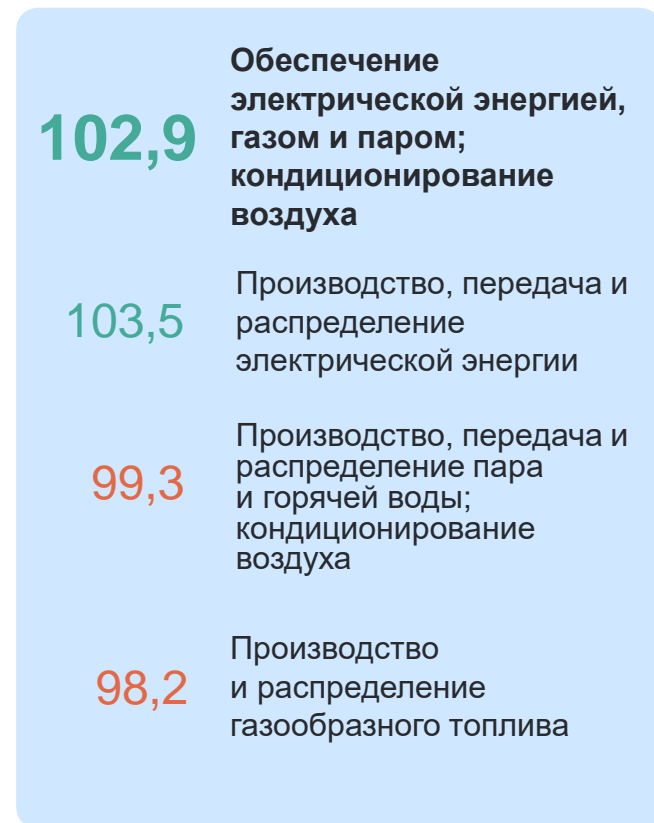 102,9
Обеспечение
электрической энергией,
газом и паром;
кондиционирование
воздуха
103,5
Производство, передача и
распределение
электрической энергии
99,3
Производство, передача и
распределение пара
и горячей воды;
кондиционирование
воздуха
98,2
Производство
и распределение
газообразного топлива